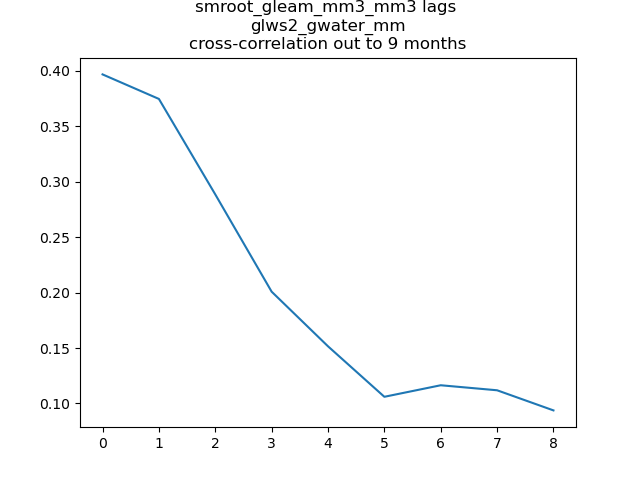 smroot_gleam_mm3_mm3 lags
glws2_gwater_mm
cross-correlation out to 9 months
0.40
0.35
0.30
0.25
0.20
0.15
0.10
0 1 2 3 4 5 6 7 8